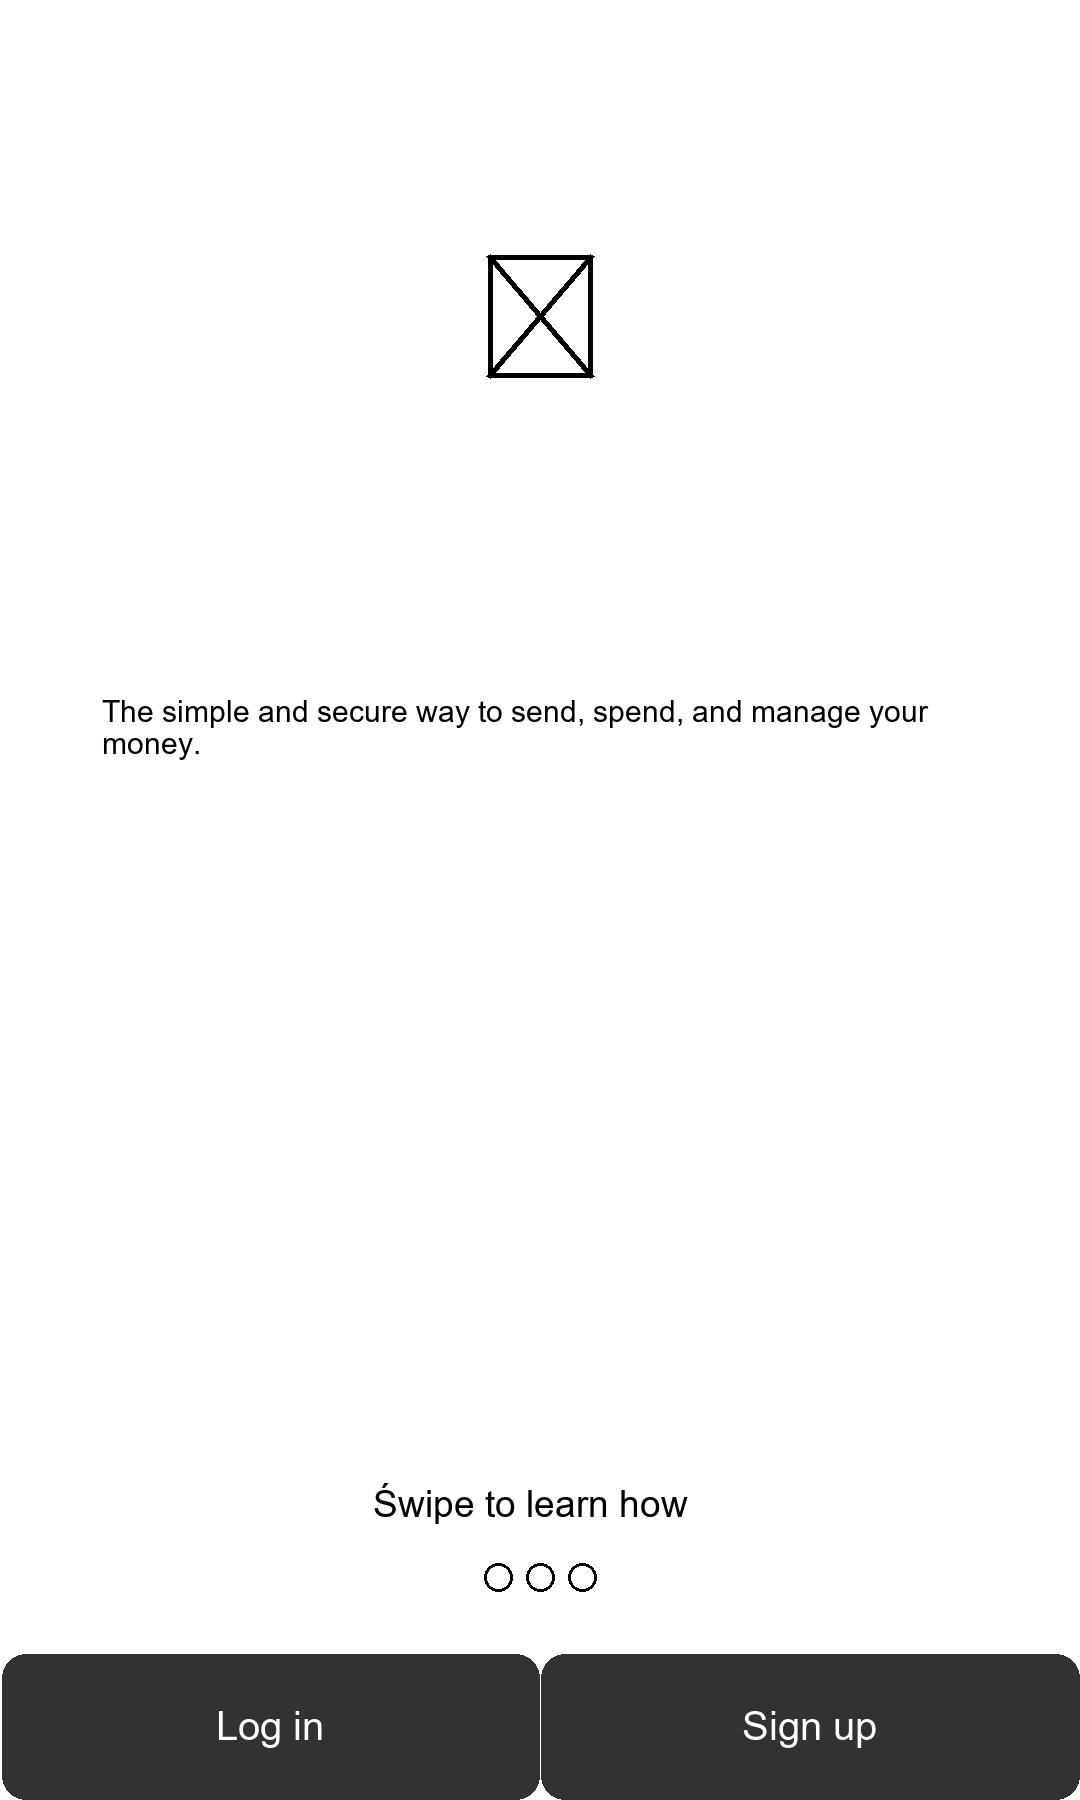 The simple and secure way to send, spend, and manage your
money.
Świpe to learn how
Log in
Sign up